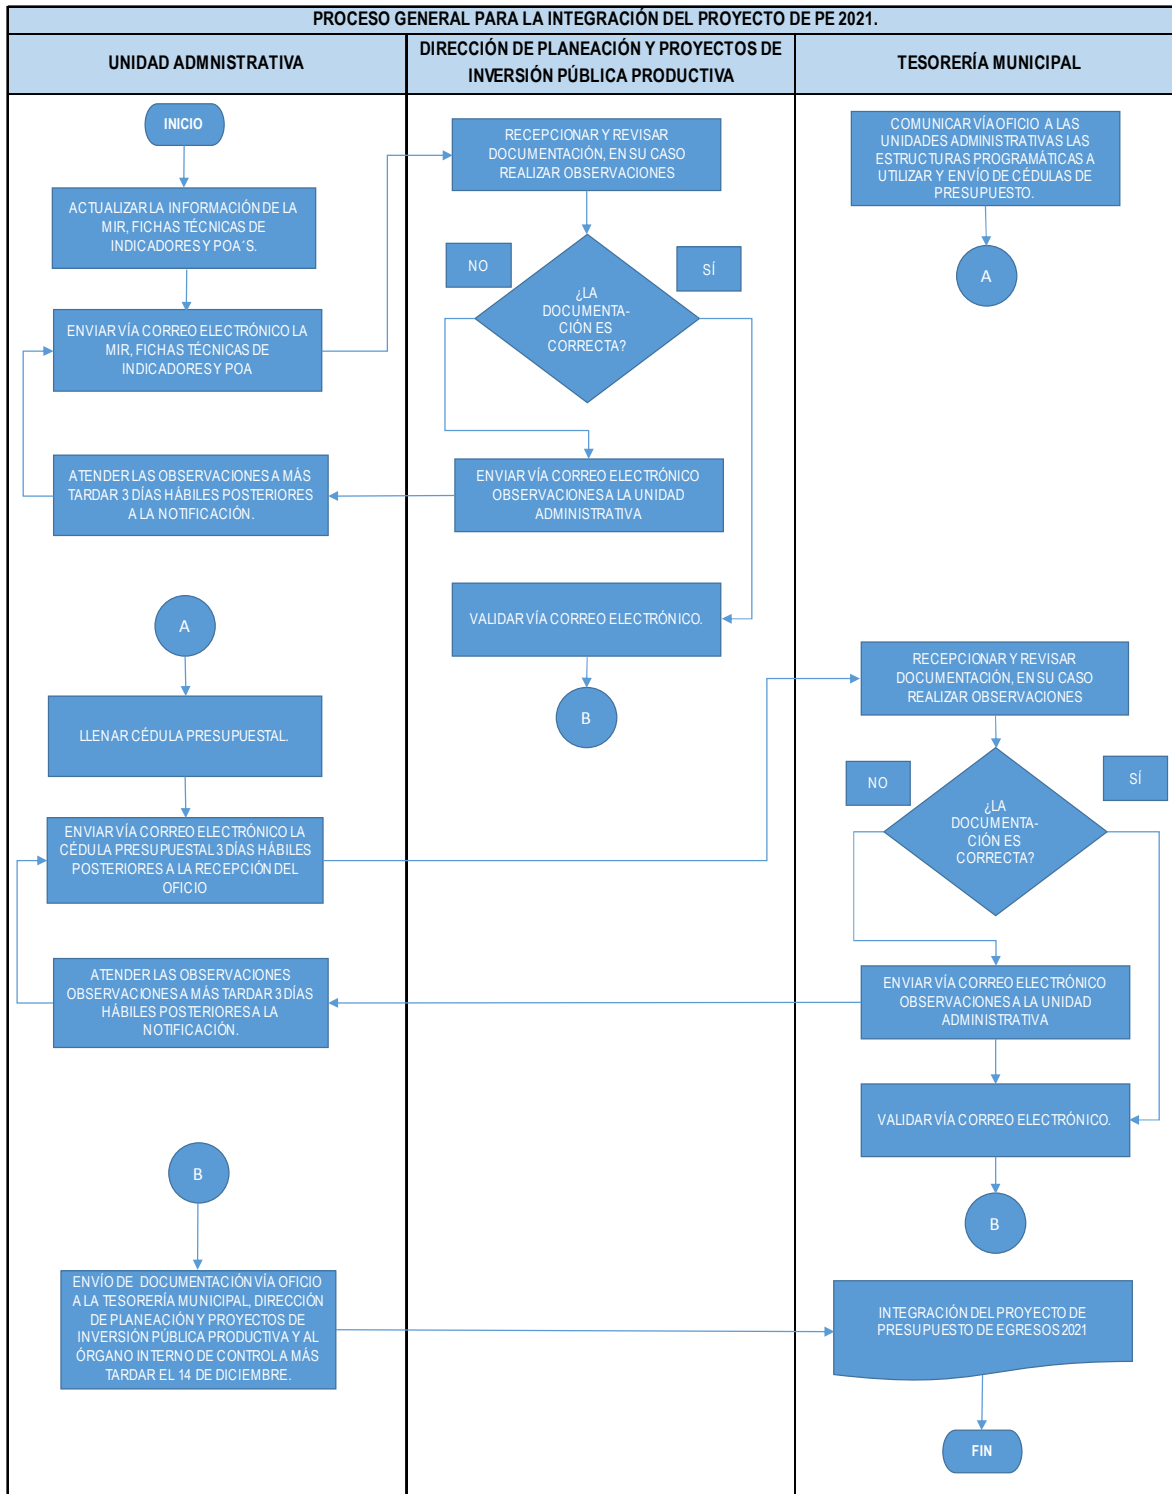 PROCESO GENERAL PARA LA INTEGRACIÓN DEL PROYECTO DE PE 2021.
UNIDAD ADMNISTRATIVA
DIRECCIÓN DE PLANEACIÓN Y PROYECTOS DE
INVERSIÓN PÚBLICA PRODUCTIVA
TESORERÍA MUNICIPAL
INICIO
ACTUALIZAR LA INFORMACIÓN DE LA
MIR, FICHAS TÉCNICAS DE
INDICADORES Y POA´S.
ENVIAR VÍA CORREO ELECTRÓNICO LA
MIR, FICHAS TÉCNICAS DE
INDICADORES Y POA
ATENDER LAS OBSERVACIONES A MÁS
TARDAR 3 DÍAS HÁBILES POSTERIORES
A LA NOTIFICACIÓN.
A
LLENAR CÉDULA PRESUPUESTAL.
ENVIAR VÍA CORREO ELECTRÓNICO LA
CÉDULA PRESUPUESTAL 3 DÍAS HÁBILES
POSTERIORES A LA RECEPCIÓN DEL
OFICIO
ATENDER LAS OBSERVACIONES
OBSERVACIONES A MÁS TARDAR 3 DÍAS
HÁBILES POSTERIORES A LA
NOTIFICACIÓN.
B
ENVÍO DE DOCUMENTACIÓN VÍA OFICIO
A LA TESORERÍA MUNICIPAL, DIRECCIÓN
DE PLANEACIÓN Y PROYECTOS DE
INVERSIÓN PÚBLICA PRODUCTIVA Y AL
ÓRGANO INTERNO DE CONTROL A MÁS
TARDAR EL 14 DE DICIEMBRE.
RECEPCIONAR Y REVISAR
DOCUMENTACIÓN, EN SU CASO
REALIZAR OBSERVACIONES
NO
SÍ
¿LA
DOCUMENTA-
CIÓN ES
CORRECTA?
ENVIAR VÍA CORREO ELECTRÓNICO
OBSERVACIONES A LA UNIDAD
ADMINISTRATIVA
VALIDAR VÍA CORREO ELECTRÓNICO.
B
COMUNICAR VÍA OFICIO A LAS
UNIDADES ADMINISTRATIVAS LAS
ESTRUCTURAS PROGRAMÁTICAS A
UTILIZAR Y ENVÍO DE CÉDULAS DE
PRESUPUESTO.
A
RECEPCIONAR Y REVISAR
DOCUMENTACIÓN, EN SU CASO
REALIZAR OBSERVACIONES
NO
SÍ
¿LA
DOCUMENTA-
CIÓN ES
CORRECTA?
ENVIAR VÍA CORREO ELECTRÓNICO
OBSERVACIONES A LA UNIDAD
ADMINISTRATIVA
VALIDAR VÍA CORREO ELECTRÓNICO.
B
INTEGRACIÓN DEL PROYECTO DE
PRESUPUESTO DE EGRESOS 2021
FIN